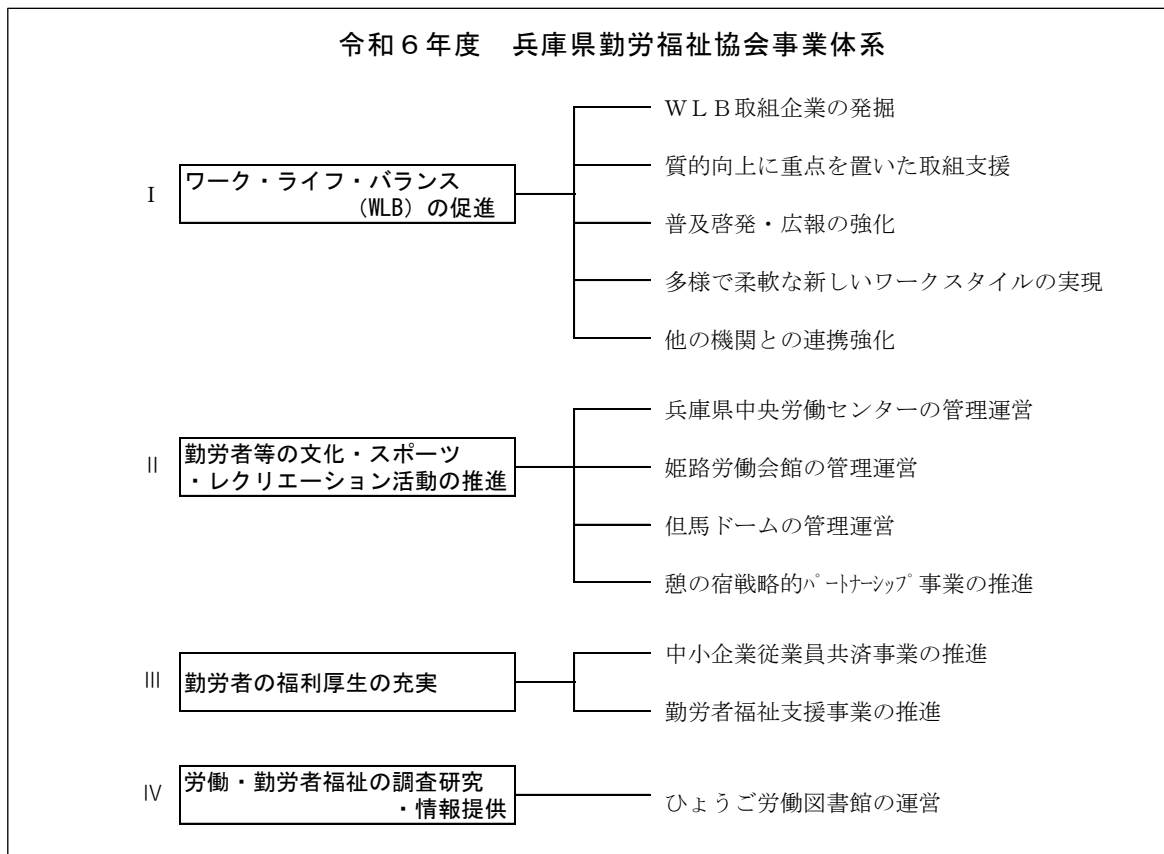 令和６年度　兵庫県勤労福祉協会事業体系
Ⅰ
ワーク・ライフ・バランス
（WLB）の促進
ＷＬＢ取組企業の発掘
質的向上に重点を置いた取組支援
普及啓発・広報の強化
多様で柔軟な新しいワークスタイルの実現
他の機関との連携強化
Ⅱ
勤労者等の文化・スポーツ
・レクリエーション活動の推進
兵庫県中央労働センターの管理運営
姫路労働会館の管理運営
但馬ドームの管理運営
憩の宿戦略的ﾊﾟｰﾄﾅｰｼｯﾌﾟ事業の推進
Ⅲ
勤労者の福利厚生の充実
中小企業従業員共済事業の推進
勤労者福祉支援事業の推進
Ⅳ
労働・勤労者福祉の調査研究
・情報提供
ひょうご労働図書館の運営